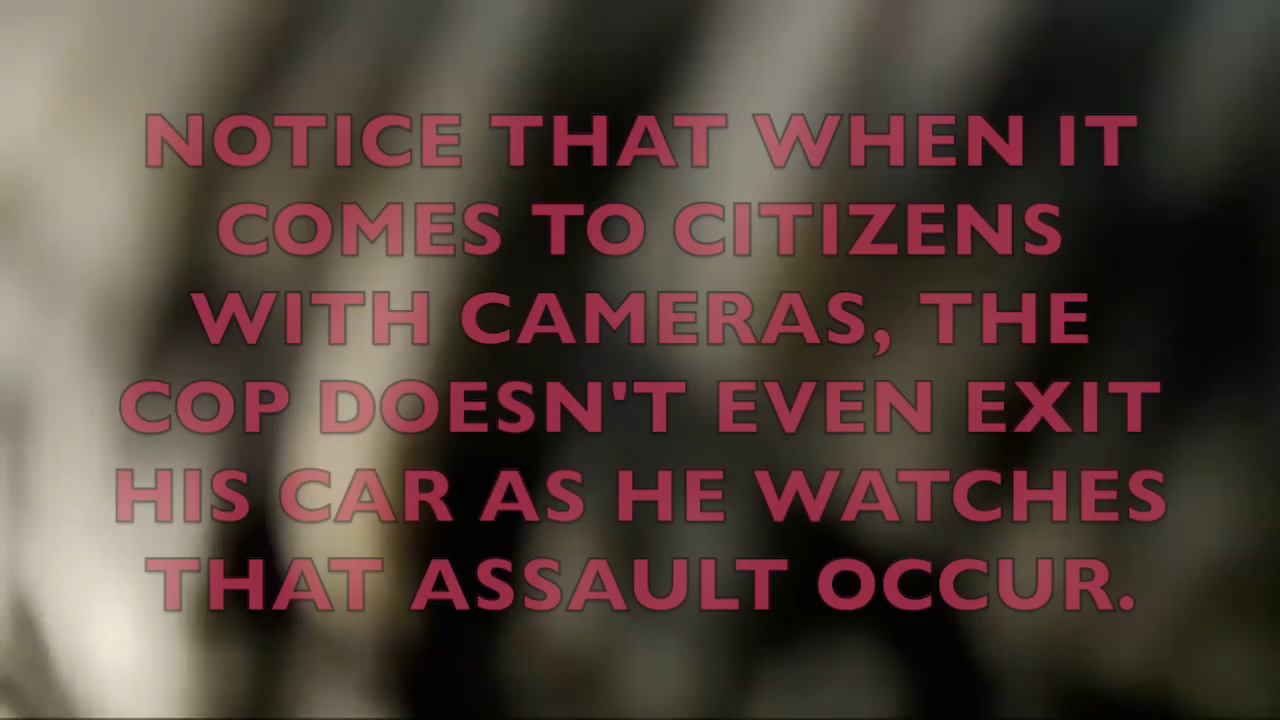 NOTICE THAT WHEN IT
COMES TO CITIZENS
WITH CAMERAS, THE
COP DOESN'T EVEN EXIT
HIS CAR AS HE WATCHES
THAT ASSAULT OCCUR.